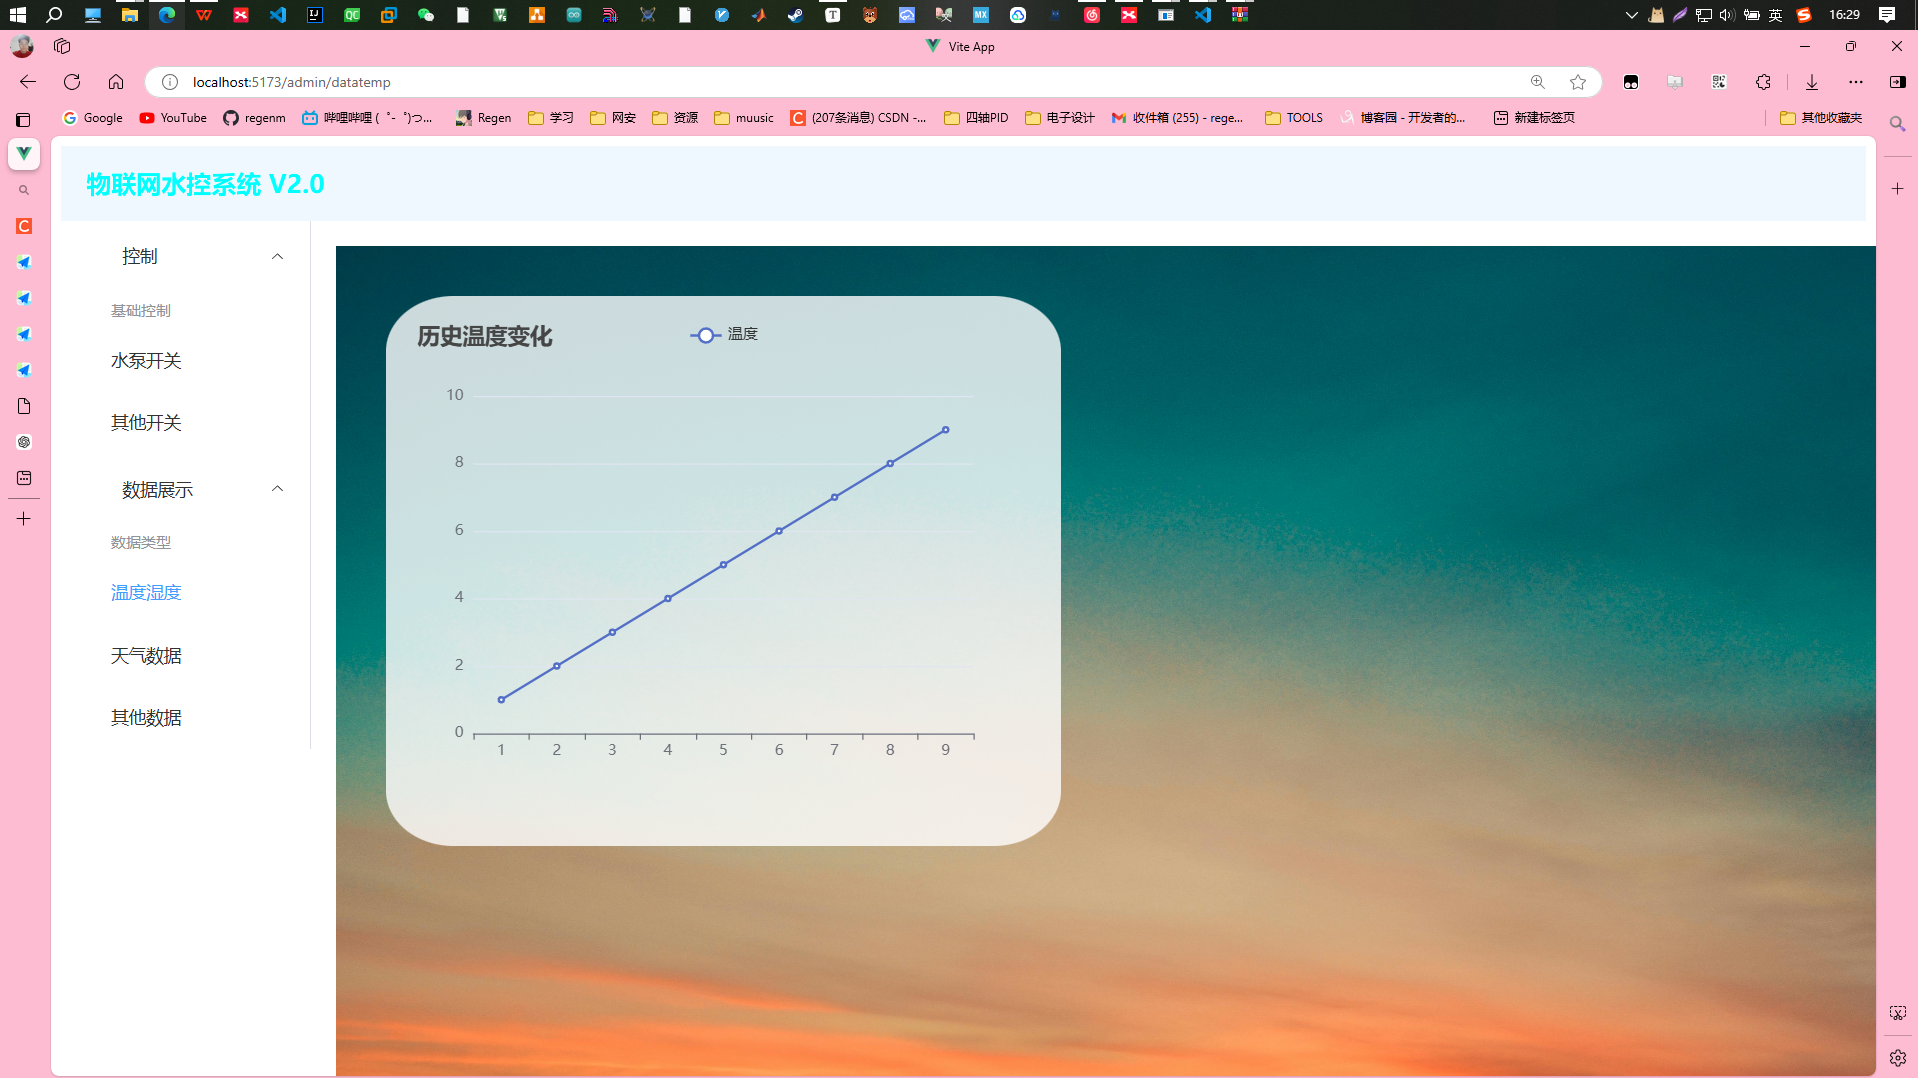 英
16:29
Vite App
localhost:5173/admin/datatemp
Google
YouTube
regenm
哔哩哔哩 (゜-゜)つ...
Regen
学习
网安
资源
muusic
(207条消息) CSDN -...
四轴PID
电子设计
收件箱 (255) - rege...
TOOLS
博客园 - 开发者的...
新建标签页
其他收藏夹
物联网水控系统 V2.0
控制
基础控制
水泵开关
其他开关
数据展示
数据类型
温度湿度
天气数据
其他数据
历史温度变化
温度
10
8
6
4
2
0
1 2 3 4 5 6 7 8 9